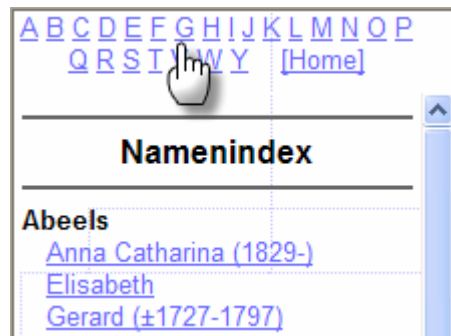 A B C D E F G H I J K L M N O P
Q R S T W Y [Home]
Namenindex
Abeels
Anna Catharina (1829-)
Elisabeth
Gerard (±1727-1797)